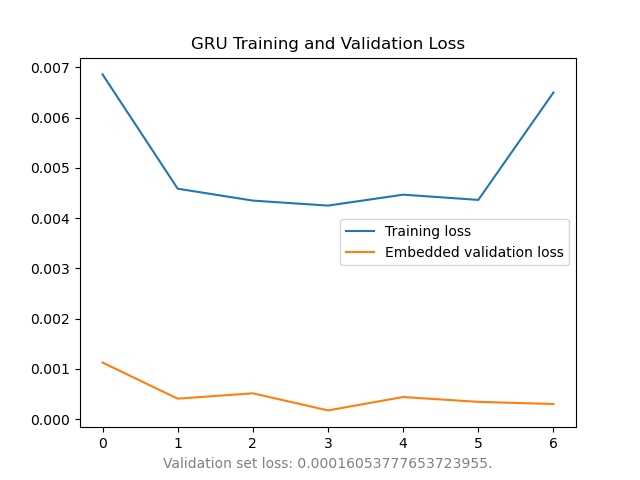 GRU Training and Validation Loss
0.007
0.006
0.005
0.004
0.003
0.002
0.001
0.000
Training loss
Embedded validation loss
0 1 2 3 4 5 6
Validation set loss: 0.00016053777653723955.